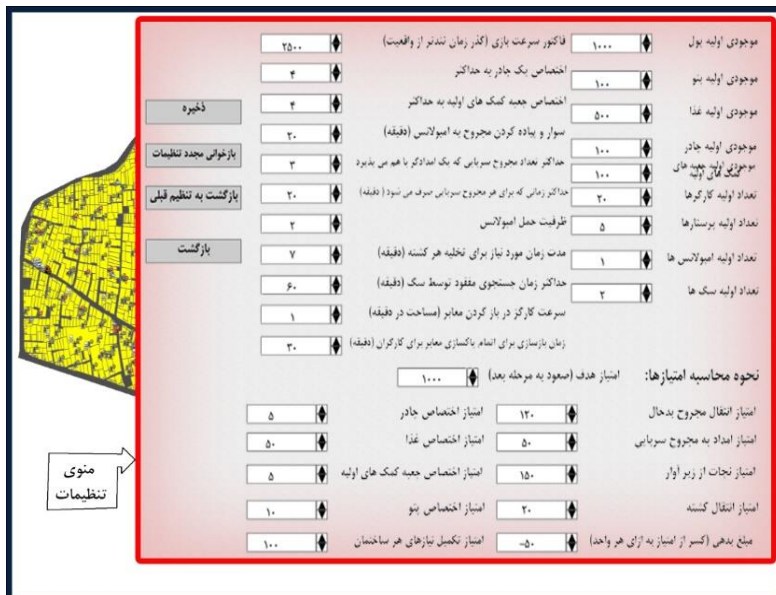 موجودی اولیه پول ۱۰۰۰
موجودی اولیه پتو ۱۰۰
موجودی اولیه غذا ۵۰۰
موجودی اولیه چادر ۱۰۰
موجودی اولیه جعبه های کمک های اولیه ۱۰۰
تعداد اولیه کارگرها ۲۰
تعداد اولیه پرستارها ۵
تعداد اولیه امبولانس ها ۱
تعداد اولیه سگ ها ۲
فاکتور سرعت بازی (گذر زمان تندتر از واقعیت) ۲۵۰۰
اختصاص یک چادر به حداکثر ۴
اختصاص جعبه کمک های اولیه به حداکثر ۴
سوار و پیاده کردن مجروح به امبولانس (دقیقه) ۲۰
حداکثر تعداد مجروح سرپایی که یک امدادگر با هم می پذیرد ۳
حداکثر زمانی که برای هر مجروح سرپایی صرف می شود (دقیقه) ۲۰
ظرفیت حمل امبولانس ۲
مدت زمان مورد نیاز برای تخلیه هر کشته (دقیقه) ۷
حداکثر زمان جستجوی مفقود توسط سگ (دقیقه) ۶۰
سرعت کارگر در باز کردن معابر (مساحت در دقیقه) ۱
زمان بازسازی برای اتمام پاکسازی معابر برای کارگران (دقیقه) ۳۰
ذخیره
بازخوانی مجدد تنظیمات
بازگشت به تنظیم قبلی
بازگشت
نحوه محاسبه امتیازها: امتیاز هدف (صعود به مرحله بعد) ۱۰۰۰
امتیاز انتقال مجروح بدحال ۱۲۰ امتیاز اختصاص چادر ۵
امتیاز امداد به مجروح سرپایی ۵۰ امتیاز اختصاص غذا ۵۰
امتیاز نجات از زیر آوار ۱۵۰ امتیاز اختصاص جعبه کمک های اولیه ۵
امتیاز انتقال کشته ۲۰ امتیاز اختصاص پتو ۱۰
مبلغ بدهی (کسر از امتیاز به ازای هر واحد) -۵۰ امتیاز تکمیل نیازهای هر ساختمان ۱۰۰
منوی
تنظیمات